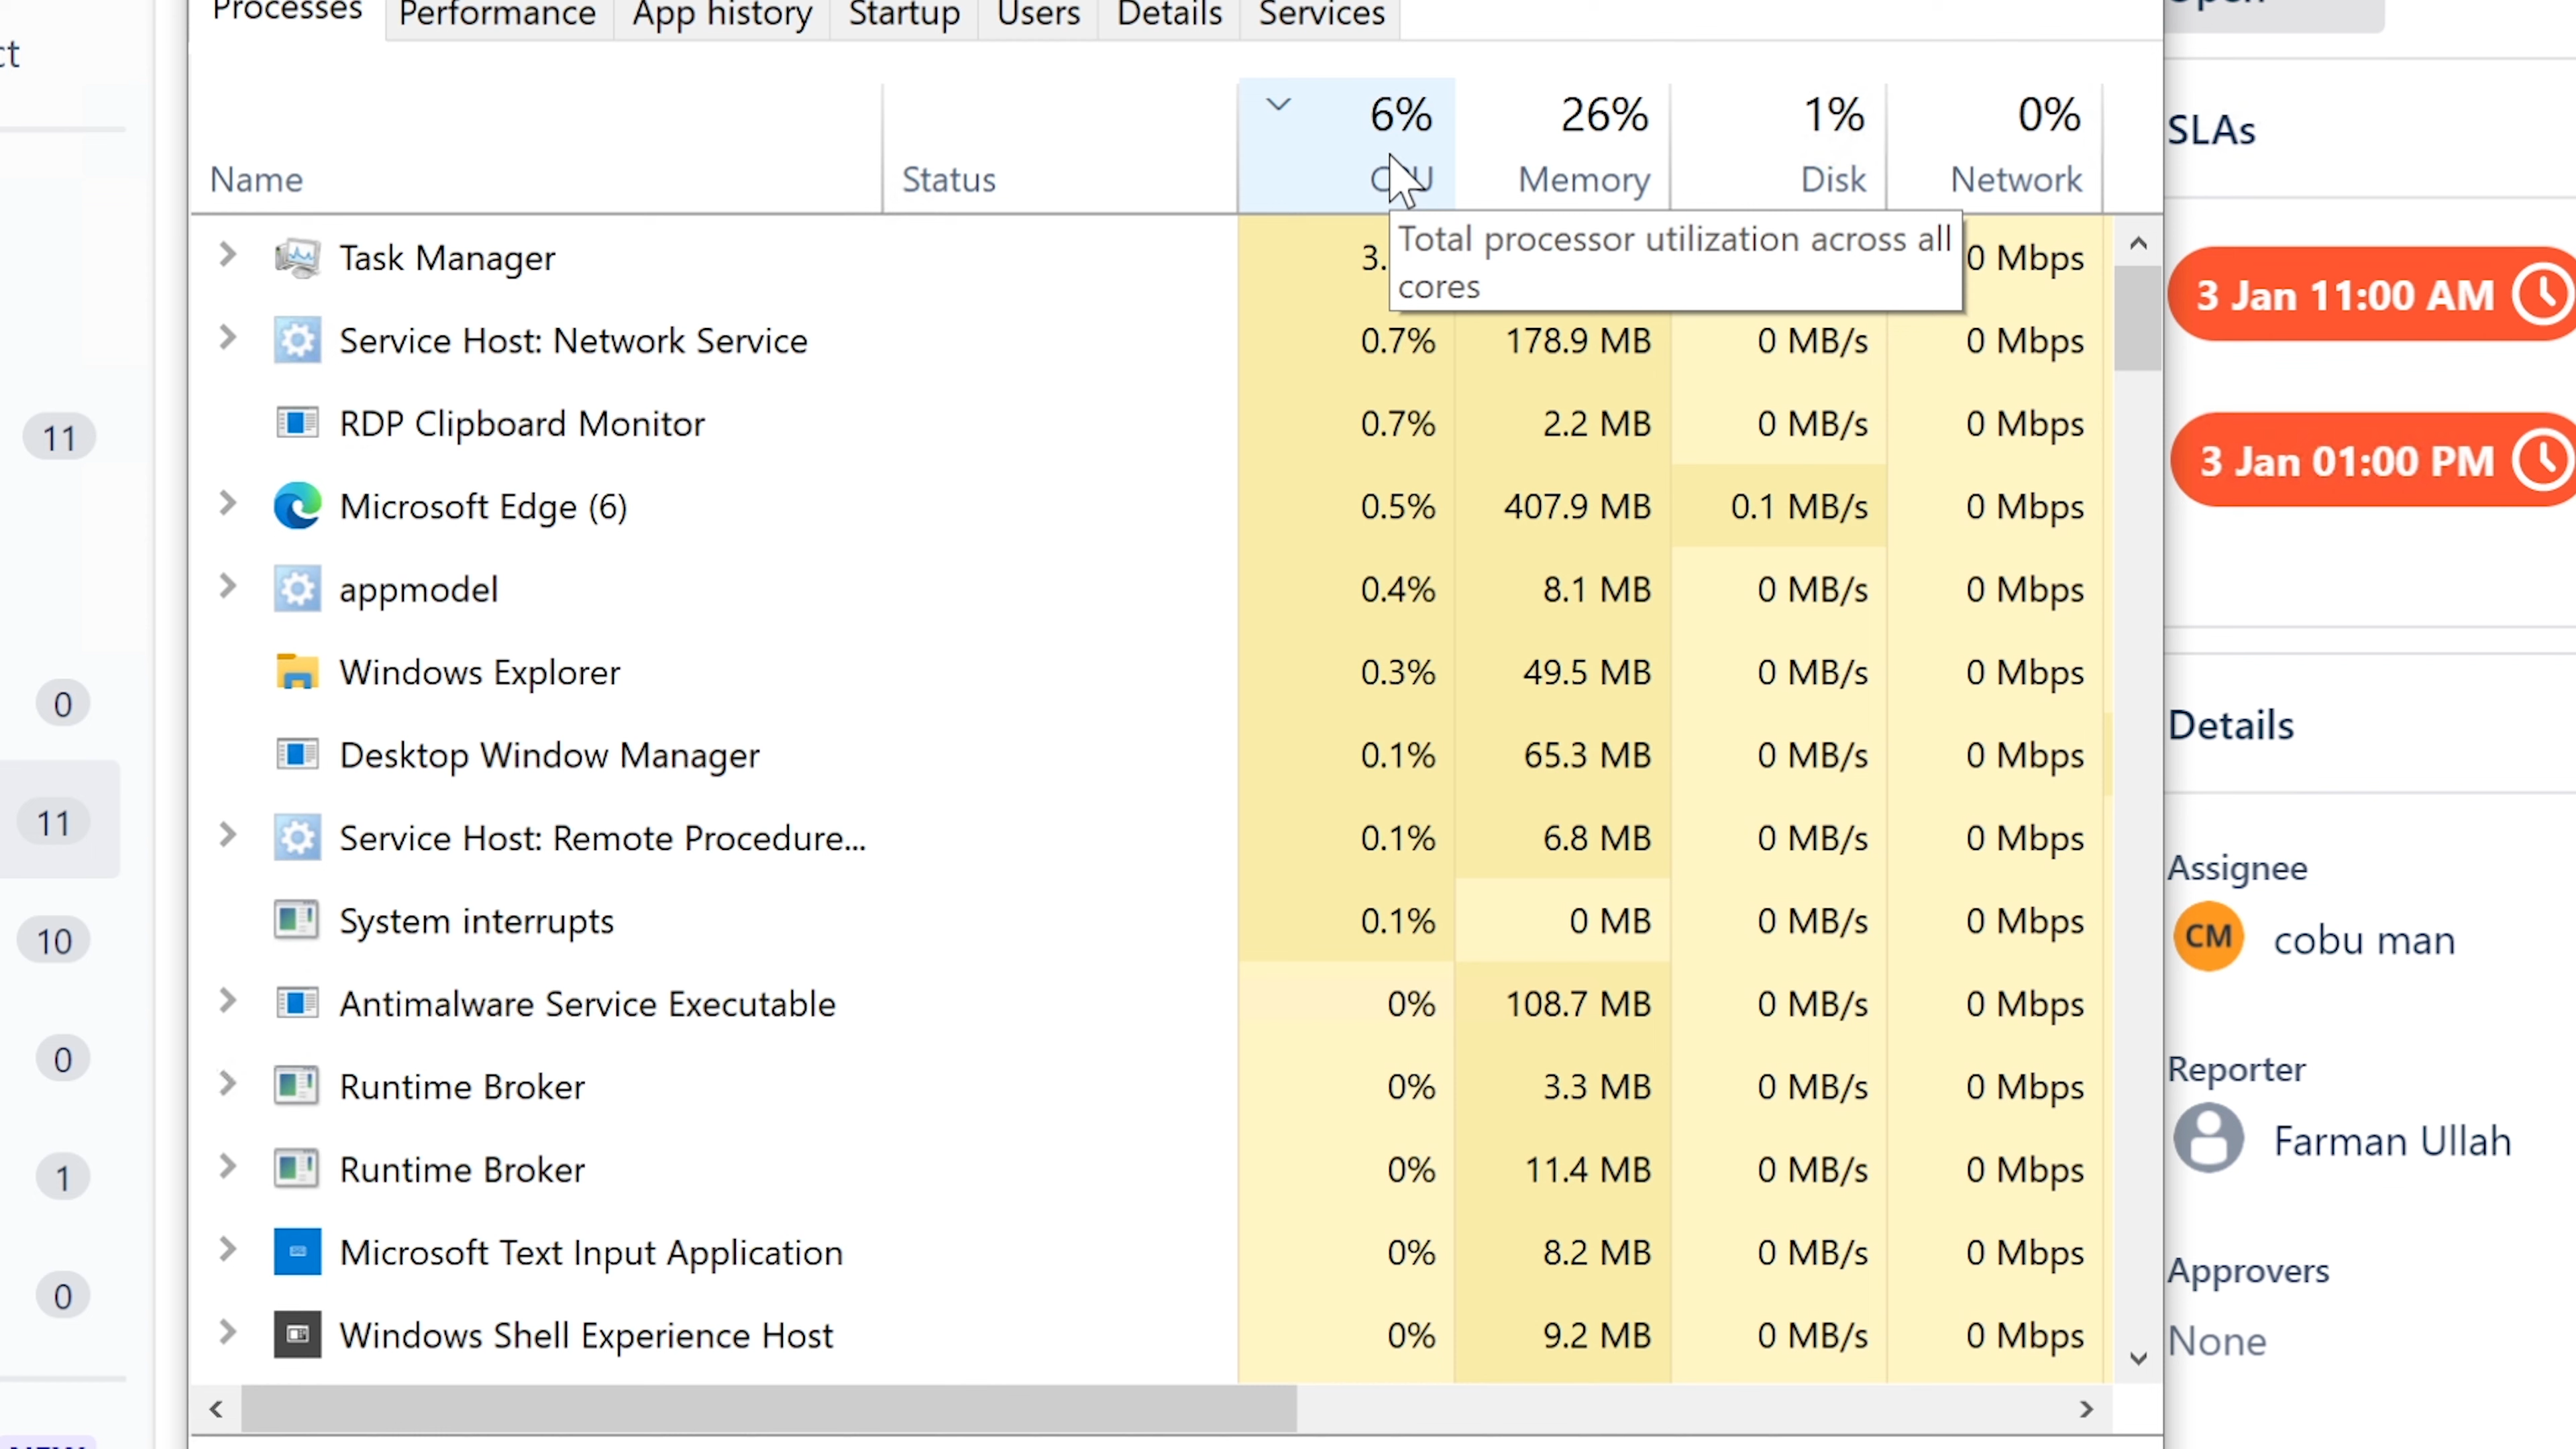 ct
11
0
11
10
0
1
0
Processes Performance App history Startup Users Details Services
6% 26% 1% 0%
Name Status Memory Disk Network
Total processor utilization across all
cores
Task Manager 3. 0 Mbps
Service Host: Network Service 0.7% 178.9 MB 0 MB/s 0 Mbps
RDP Clipboard Monitor 0.7% 2.2 MB 0 MB/s 0 Mbps
Microsoft Edge (6) 0.5% 407.9 MB 0.1 MB/s 0 Mbps
appmodel 0.4% 8.1 MB 0 MB/s 0 Mbps
Windows Explorer 0.3% 49.5 MB 0 MB/s 0 Mbps
Desktop Window Manager 0.1% 65.3 MB 0 MB/s 0 Mbps
Service Host: Remote Procedure... 0.1% 6.8 MB 0 MB/s 0 Mbps
System interrupts 0.1% 0 MB 0 MB/s 0 Mbps
Antimalware Service Executable 0% 108.7 MB 0 MB/s 0 Mbps
Runtime Broker 0% 3.3 MB 0 MB/s 0 Mbps
Runtime Broker 0% 11.4 MB 0 MB/s 0 Mbps
Microsoft Text Input Application 0% 8.2 MB 0 MB/s 0 Mbps
Windows Shell Experience Host 0% 9.2 MB 0 MB/s 0 Mbps
SLAs
3 Jan 11:00 AM
3 Jan 01:00 PM
Details
Assignee
CM cobu man
Reporter
Farman Ullah
Approvers
None